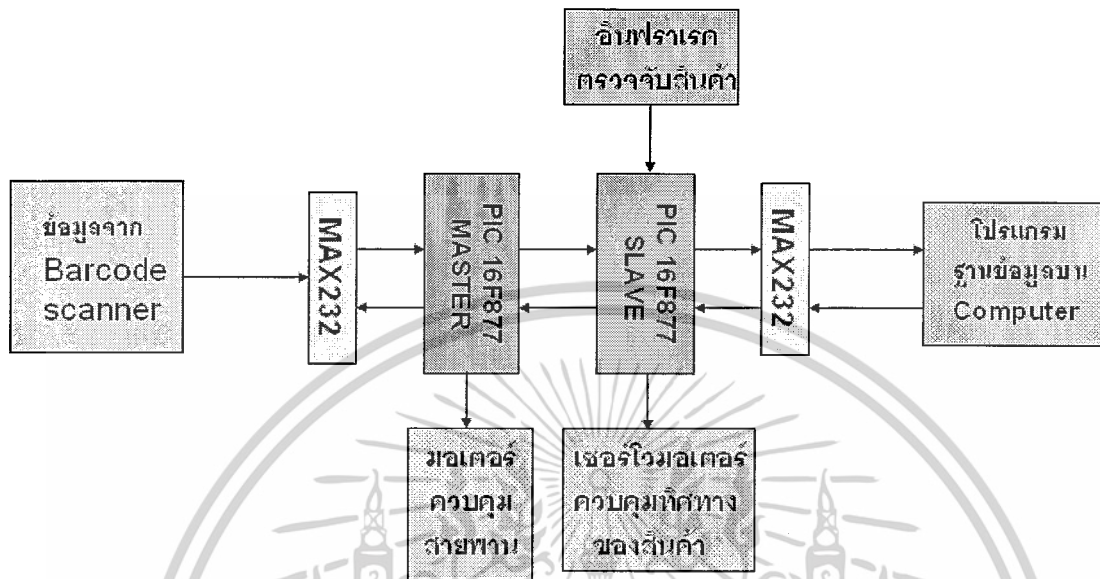 อินฟราเรด
ตรวจจับสินค้า
ข้อมูลจาก
Barcode
scanner
MAX232
PIC 16F877
MASTER
PIC 16F877
SLAVE
MAX232
โปรแกรม
ฐานข้อมูลบน
Computer
มอเตอร์
ควบคุม
สายพาน
เซอร์โวมอเตอร์
ควบคุมทิศทาง
ของสินค้า